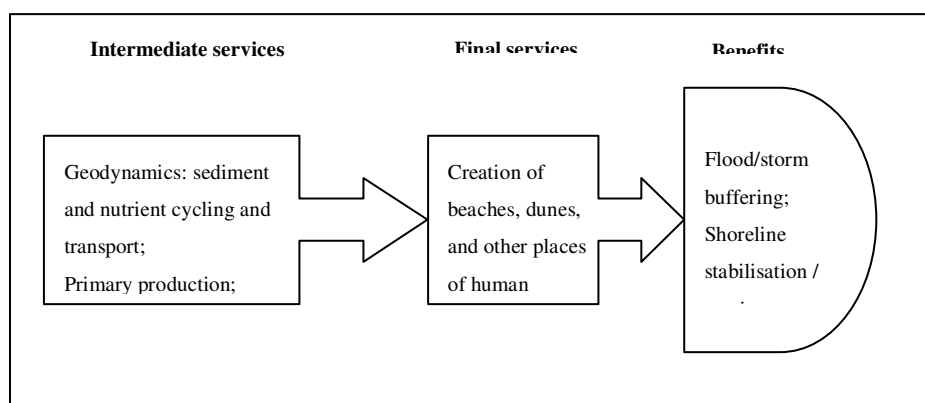 Intermediate services
Final services
Benefits
Geodynamics: sediment
and nutrient cycling and
transport;
Primary production;
Creation of
beaches, dunes,
and other places
of human
Flood/storm
buffering;
Shoreline
stabilisation /